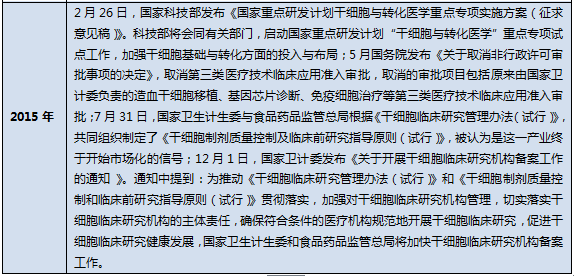 2015 年
2 月 26 日，国家科技部发布《国家重点研发计划干细胞与转化医学重点专项实施方案（征求
意见稿）》。科技部将会同有关部门，启动国家重点研发计划“干细胞与转化医学”重点专项试
点工作，加强干细胞基础与转化方面的投入与布局；5 月国务院发布《关于取消非行政许可审
批事项的决定》，取消第三类医疗技术临床应用准入审批，取消的审批项目包括原来由国家卫
计委负责的造血干细胞移植、基因芯片诊断、免疫细胞治疗等第三类医疗技术临床应用准入审
批；7 月 31 日，国家卫生计生委与食品药品监管总局根据《干细胞临床研究管理办法（试行）》，
共同组织制定了《干细胞制剂质量控制及临床前研究指导原则（试行）》，被认为是这一产业终
于开始市场化的信号；12 月 1 日，国家卫计委发布《关于开展干细胞临床研究机构备案工作
的通知 》。通知中提到：为推动《干细胞临床研究管理办法（试行）》和《干细胞制剂质量控
制和临床前研究指导原则（试行）》贯彻落实，加强对干细胞临床研究机构管理，切实落实干
细胞临床研究机构的主体责任，确保符合条件的医疗机构规范地开展干细胞临床研究，促进干
细胞临床研究健康发展，国家卫生计生委和食品药品监管总局将加快干细胞临床研究机构备案
工作。